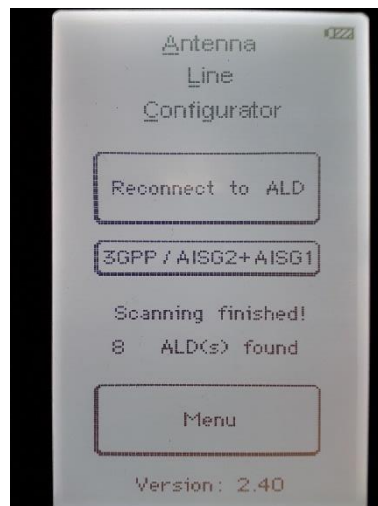 Antenna
Line
Configurator
Reconnect to ALD
3GPP / AISG2+AISG1
Scanning finished!
8 ALD(s) found
Menu
Version: 2.40